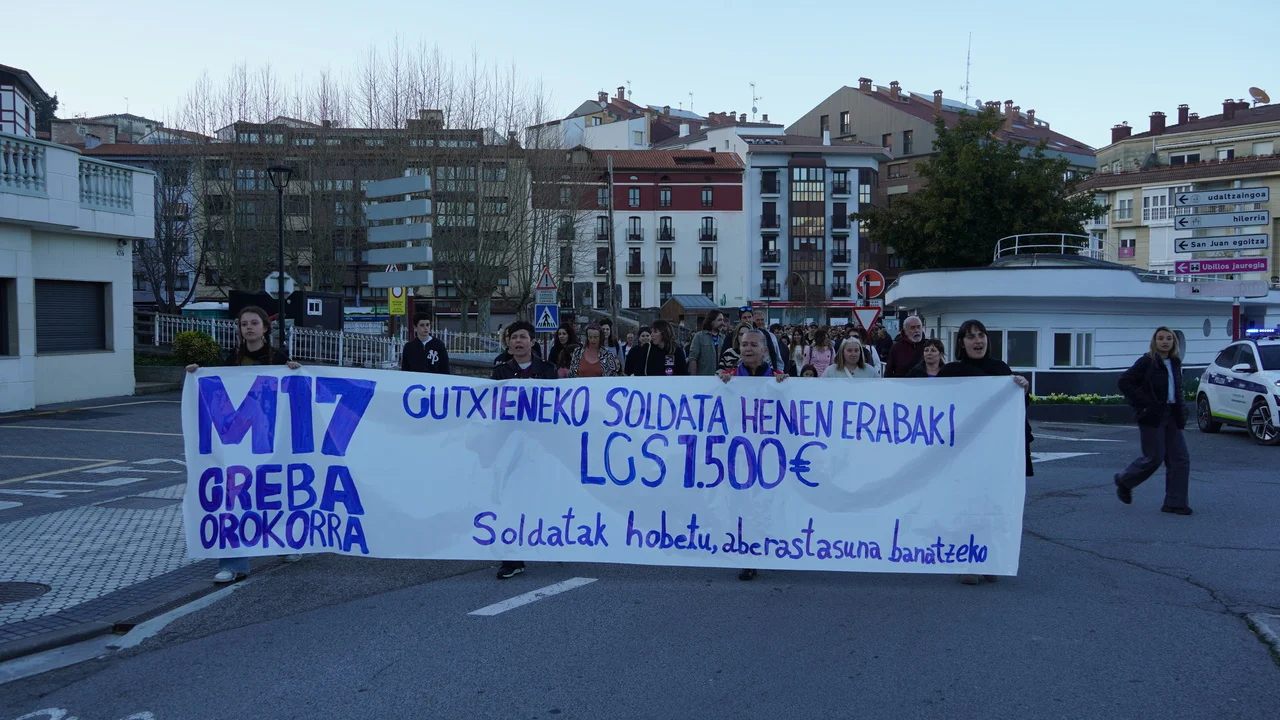 M17
GREBA
OROKORRA
GUTXIENEKO SOLDATA HEMEN ERABAKI
LGS 1.500€
Soldatak hobetu, aberastasuna banatzeko
udaltzaingoa
hilerria
San Juan egoitza
Ubillos jauregia